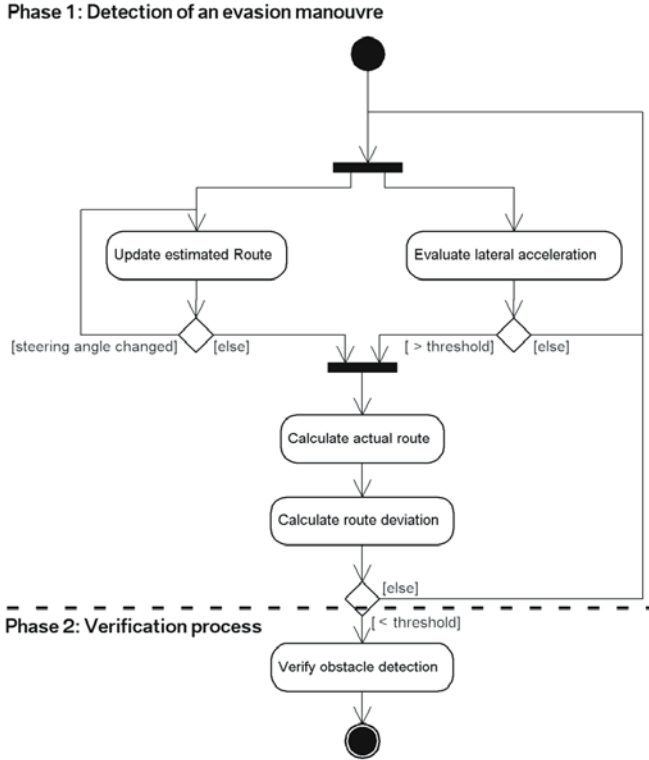 Phase 1: Detection of an evasion manouvre
Update estimated Route
Evaluate lateral acceleration
[steering angle changed]
[else]
[ > threshold]
[else]
Calculate actual route
Calculate route deviation
[else]
Phase 2: Verification process
[ < threshold]
Verify obstacle detection